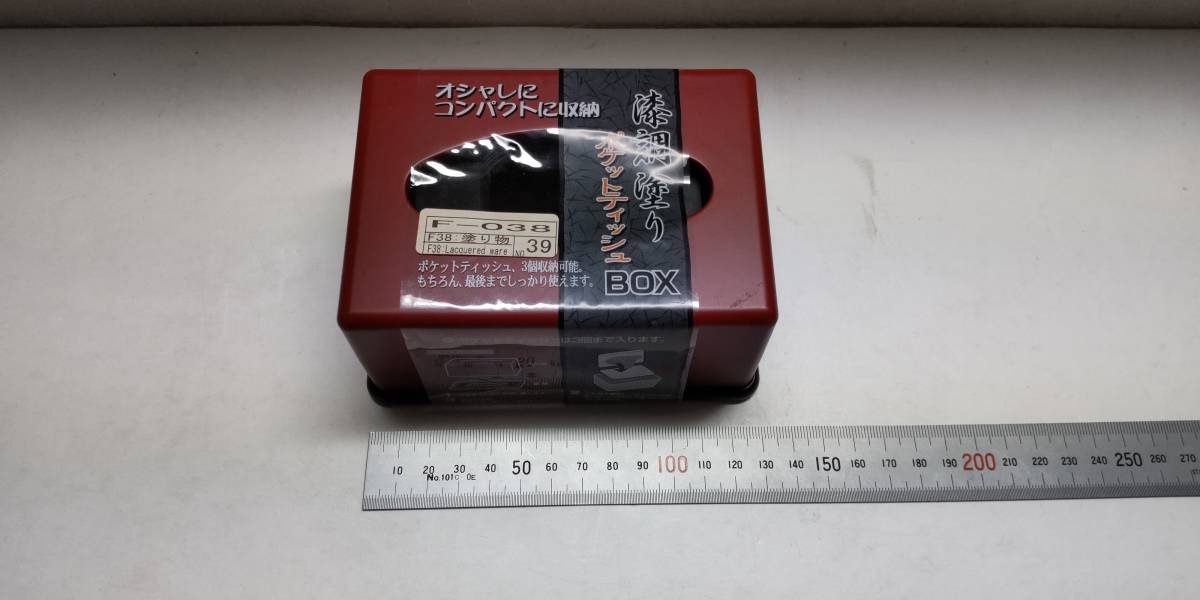 オシャレに
コンパクトに収納
漆調塗り
ポケットティッシュ
BOX
F-038
F38:塗り物
F38:Lacquered ware
NO 39
ポケットティッシュ、3個収納可能。
もちろん、最後までしっかり使えます。
は3個まで入ります。
10 20 30 40 50 60 70 80 90 100 110 120 130 140 150 160 170 180 190 200 210 220 230 240 250 260 270